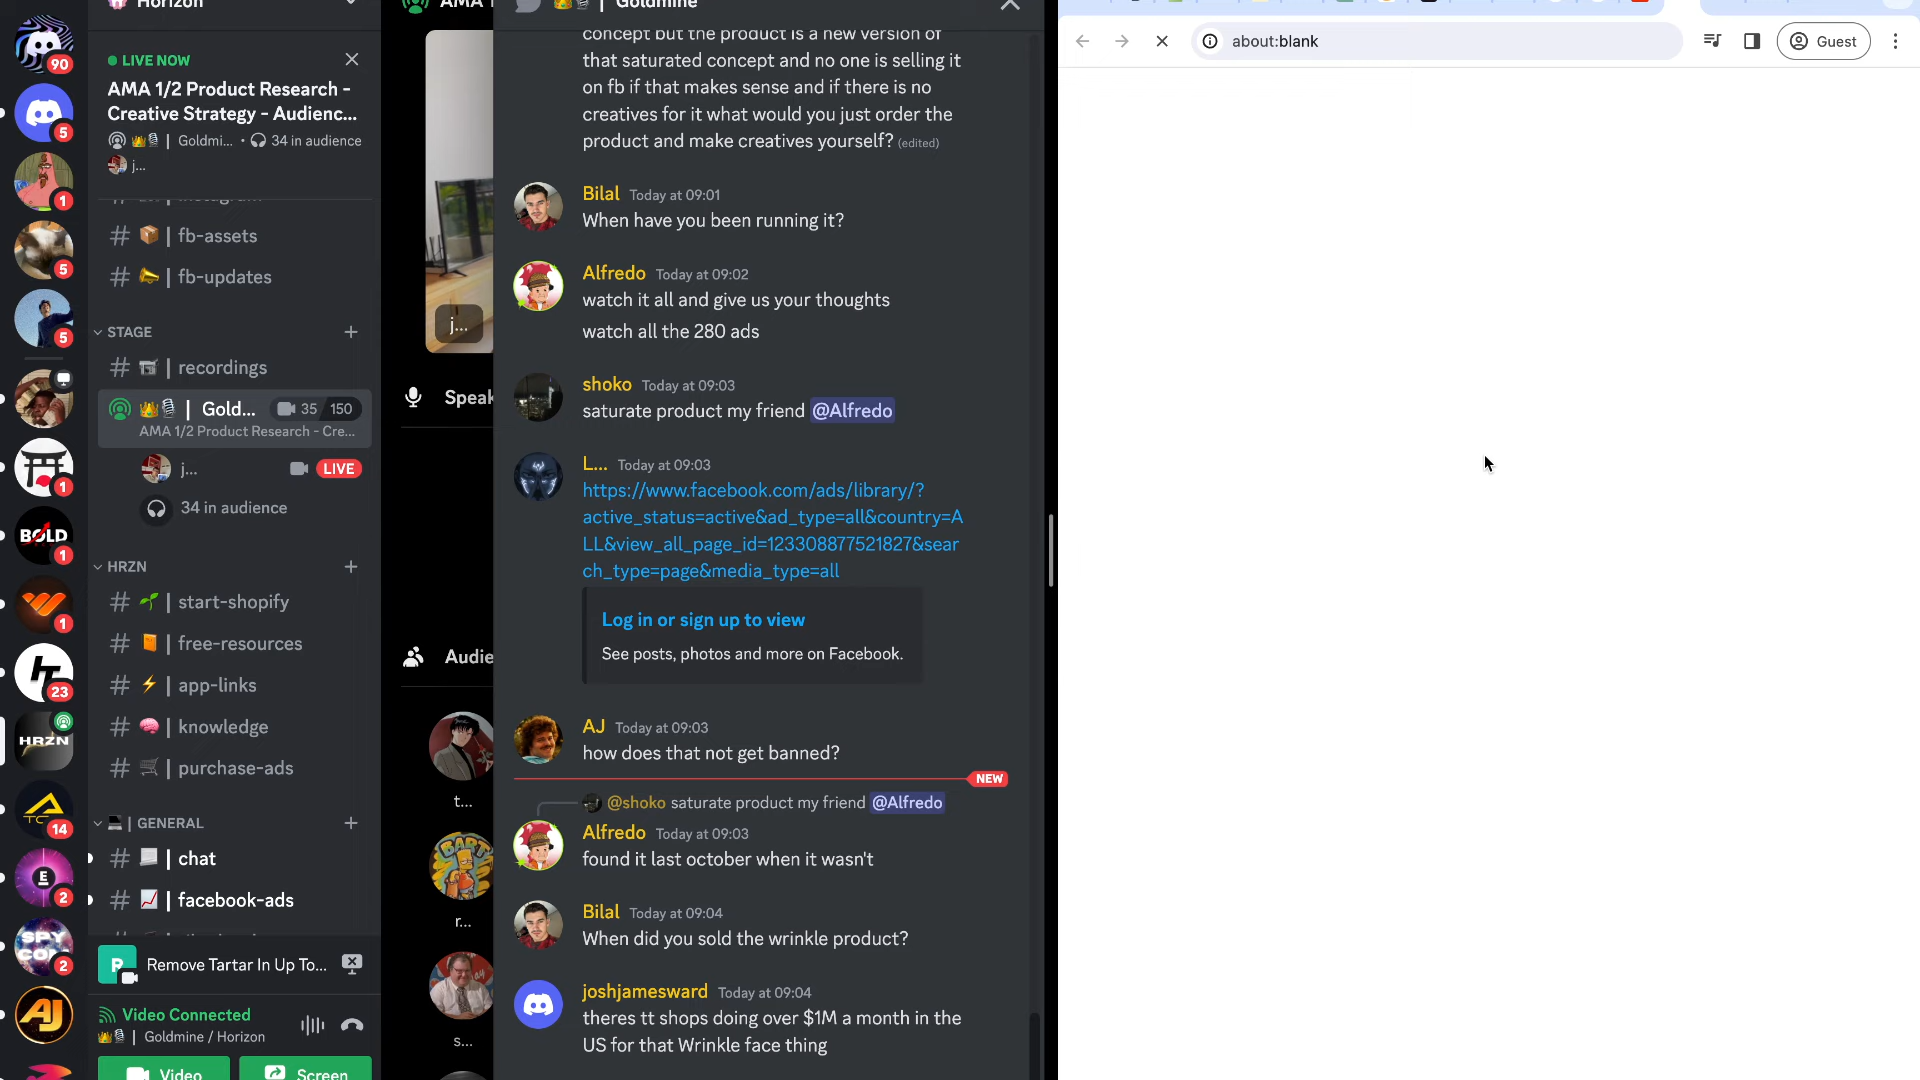 Horizon
LIVE NOW
AMA 1/2 Product Research -
Creative Strategy - Audienc...
| Goldmi... • 34 in audience
j...
# | fb-assets
# | fb-updates
STAGE
# | recordings
| Gold... 35 150
AMA 1/2 Product Research - Cre...
j... LIVE
34 in audience
HRZN
# | start-shopify
# | free-resources
# | app-links
# | knowledge
# | purchase-ads
| GENERAL
# | chat
# | facebook-ads
R
Remove Tartar In Up To...
Video Connected
| Goldmine / Horizon
Video
Screen
90
5
1
5
5
1
BOLD
1
1
23
HRZN
TC
14
E
2
SPY
2
AJ
AMA 1
j...
Speak
Audie
t...
BART
r...
s...
| Goldmine
concept but the product is a new version of
that saturated concept and no one is selling it
on fb if that makes sense and if there is no
creatives for it what would you just order the
product and make creatives yourself? (edited)
Bilal Today at 09:01
When have you been running it?
Alfredo Today at 09:02
watch it all and give us your thoughts
watch all the 280 ads
shoko Today at 09:03
saturate product my friend @Alfredo
L... Today at 09:03
https://www.facebook.com/ads/library/?
active_status=active&ad_type=all&country=A
LL&view_all_page_id=123308877521827&sear
ch_type=page&media_type=all
Log in or sign up to view
See posts, photos and more on Facebook.
AJ Today at 09:03
how does that not get banned?
NEW
@shoko saturate product my friend @Alfredo
Alfredo Today at 09:03
found it last october when it wasn't
Bilal Today at 09:04
When did you sold the wrinkle product?
joshjamesward Today at 09:04
theres tt shops doing over $1M a month in the
US for that Wrinkle face thing
about:blank
Guest